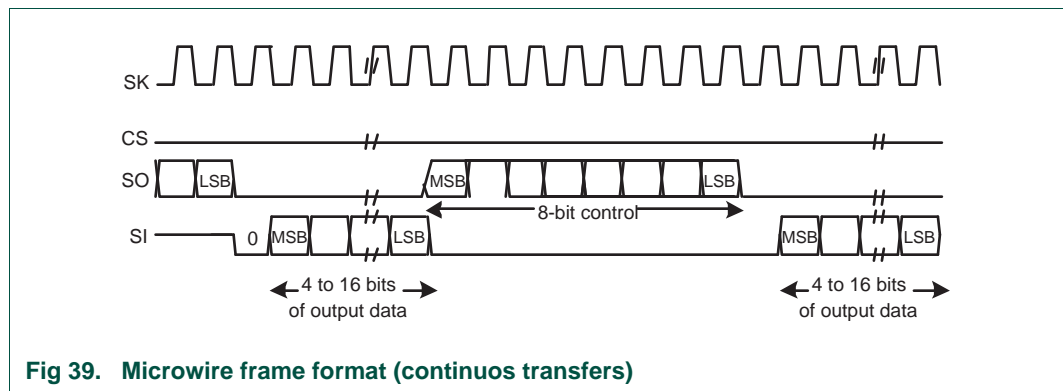 SK
CS
SO
LSB
MSB
LSB
8-bit control
SI
0
MSB
LSB
MSB
LSB
4 to 16 bits
of output data
4 to 16 bits
of output data
Fig 39. Microwire frame format (continuos transfers)